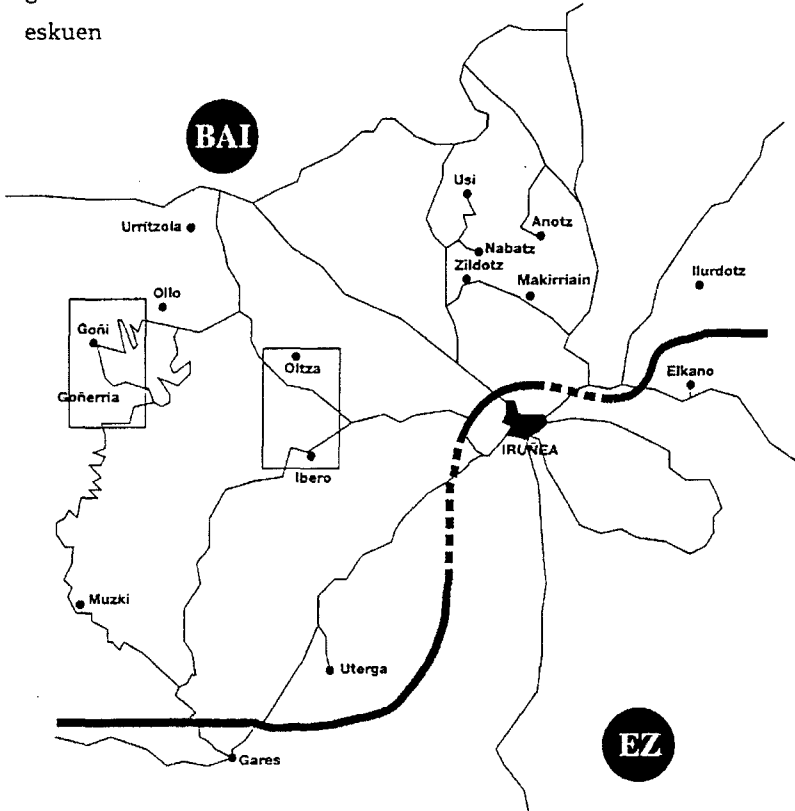 eskuen
BAI
Usi
Urritzola
Anotz
Nabatz
Zildotz
Makirriain
Ilurdotz
Ollo
Goñi
Oltza
Elkano
Goñerria
IRUÑEA
Ibero
Muzki
Uterga
EZ
Gares